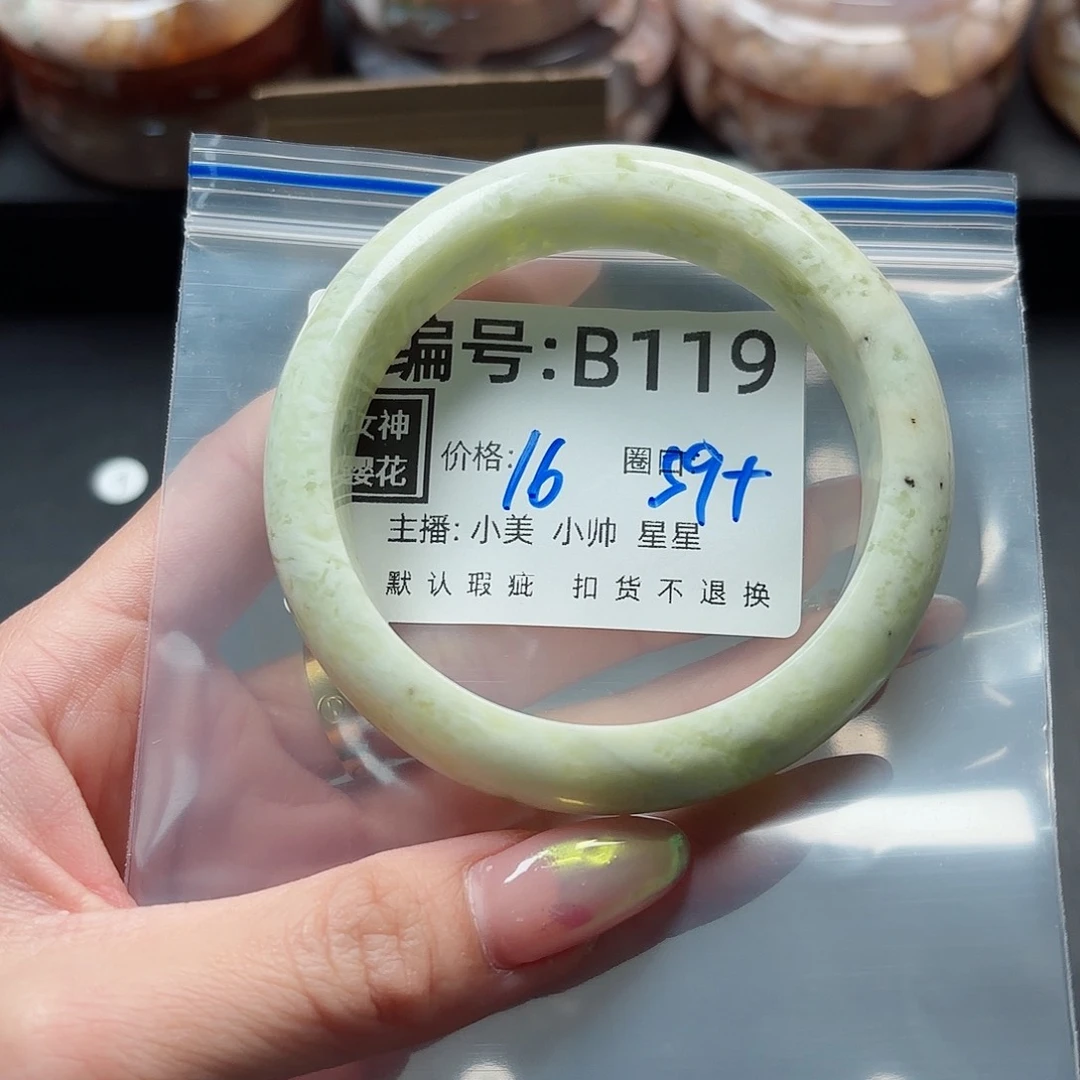 编号:B119
女神
樱花
价格:16 圈口59+
主播: 小美 小帅 星星
默认瑕疵 扣货不退换